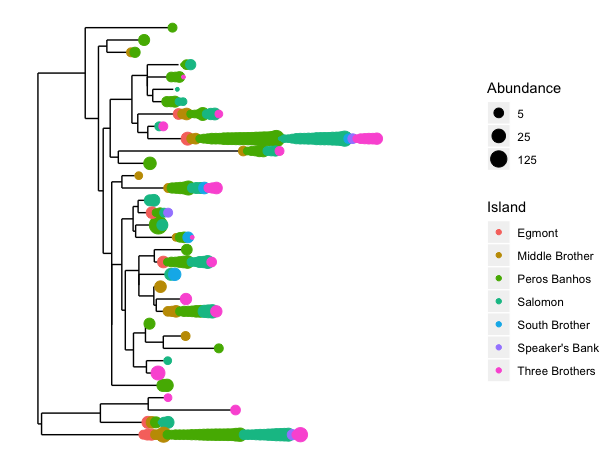 Abundance
5
25
125
Island
Egmont
Middle Brother
Peros Banhos
Salomon
South Brother
Speaker's Bank
Three Brothers